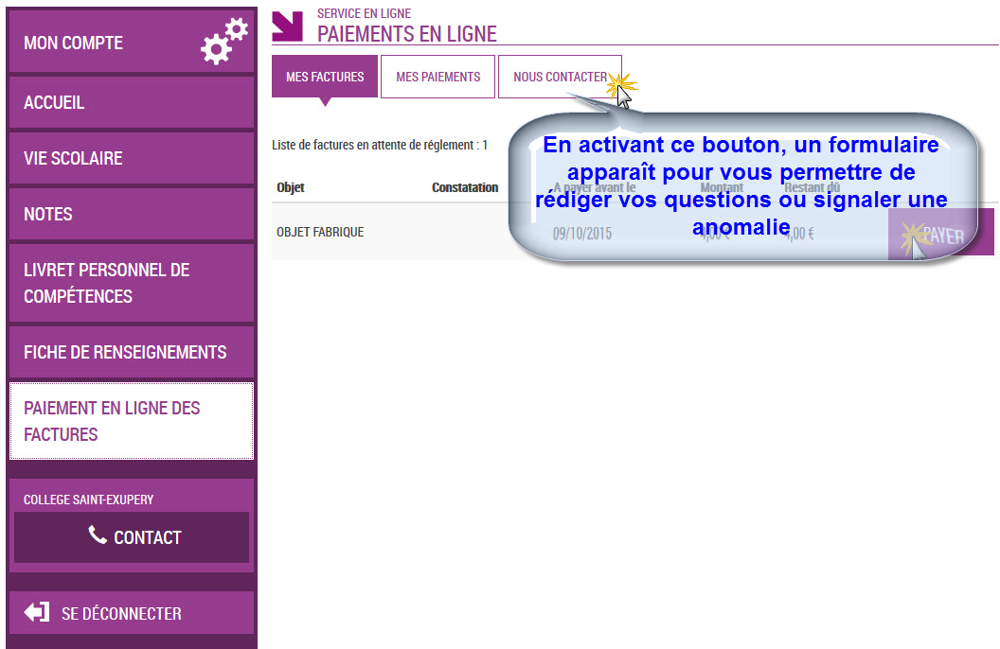 MON COMPTE
ACCUEIL
VIE SCOLAIRE
NOTES
LIVRET PERSONNEL DE
COMPÉTENCES
FICHE DE RENSEIGNEMENTS
PAIEMENT EN LIGNE DES
FACTURES
COLLEGE SAINT-EXUPERY
CONTACT
SE DÉCONNECTER
SERVICE EN LIGNE
PAIEMENTS EN LIGNE
MES FACTURES MES PAIEMENTS NOUS CONTACTER
En activant ce bouton, un formulaire
apparaît pour vous permettre de
rédiger vos questions ou signaler une
anomalie
Liste de factures en attente de réglement : 1
Objet Constatation A payer avant le Montant Restant dû
OBJET FABRIQUE 09/10/2015 4,00 € 4,00 € PAYER